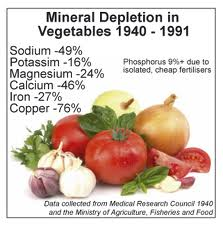 Mineral Depletion in
Vegetables 1940 - 1991
Sodium -49%
Potassim -16%
Magnesium -24%
Calcium -46%
Iron -27%
Copper -76%
Phosphorus 9%+ due to
isolated, cheap fertilisers
Data collected from Medical Research Council 1940
and the Ministry of Agriculture, Fisheries and Food